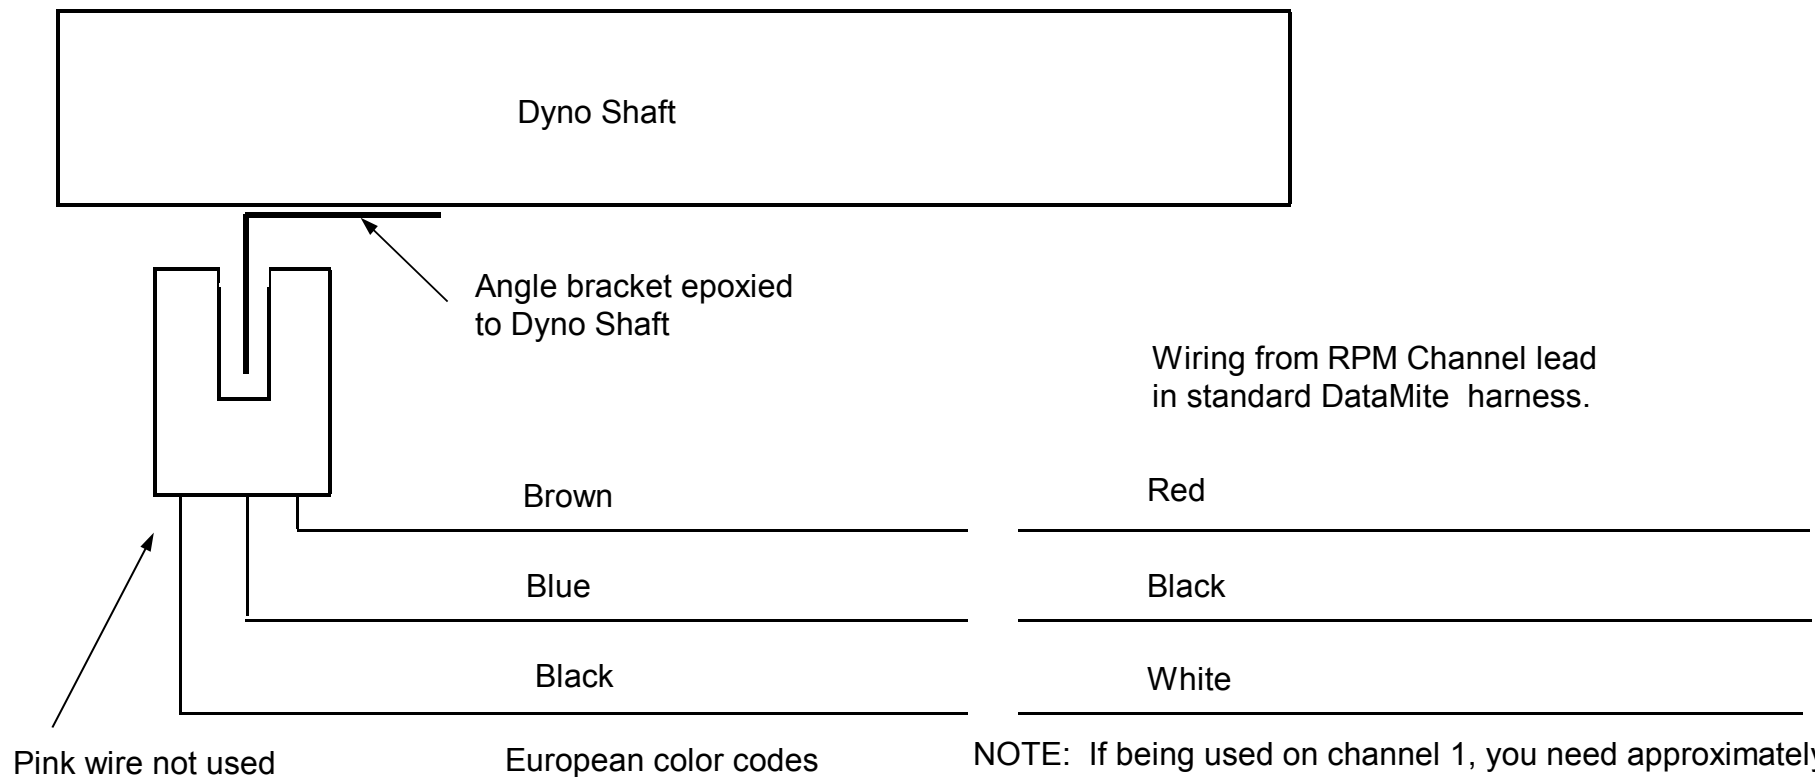 Dyno Shaft
Angle bracket epoxied
to Dyno Shaft
Wiring from RPM Channel lead
in standard DataMite harness.
Brown
Red
Blue
Black
Black
White
Pink wire not used
European color codes
NOTE: If being used on channel 1, you need approximately